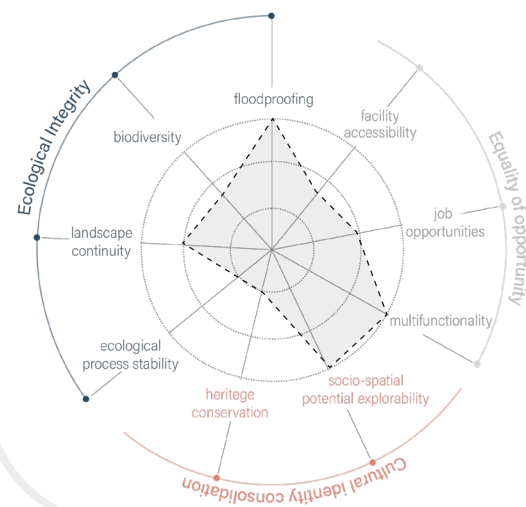 floodproofing
facility
accessibility
biodiversity
Ecological Integrity
Equality of opportunity
landscape
continuity
job
opportunities
multifunctionality
ecological
process stability
heritege
conservation
socio-spatial
potential explorability
Cultural identity consolidation